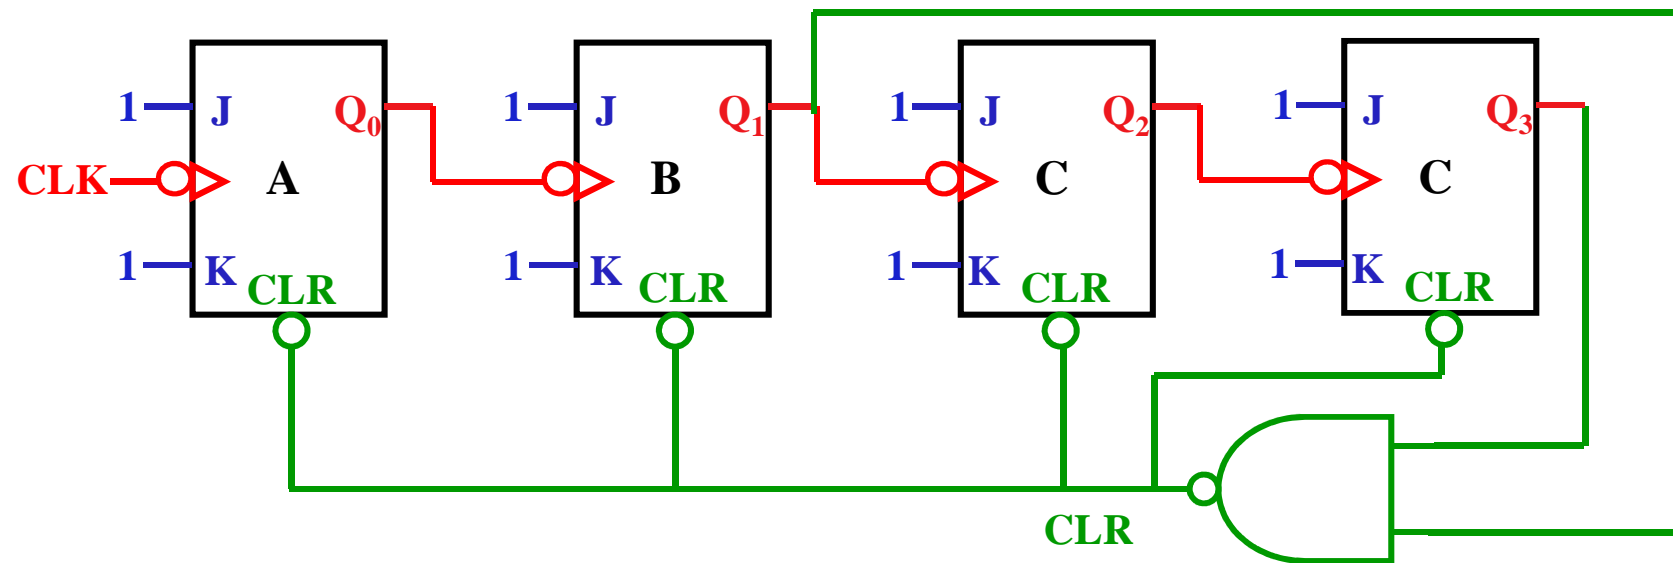 1 J Q0 1 J Q1 1 J Q2 1 J Q3
CLK A B C C
1 K 1 K 1 K 1 K
CLR CLR CLR CLR
CLR